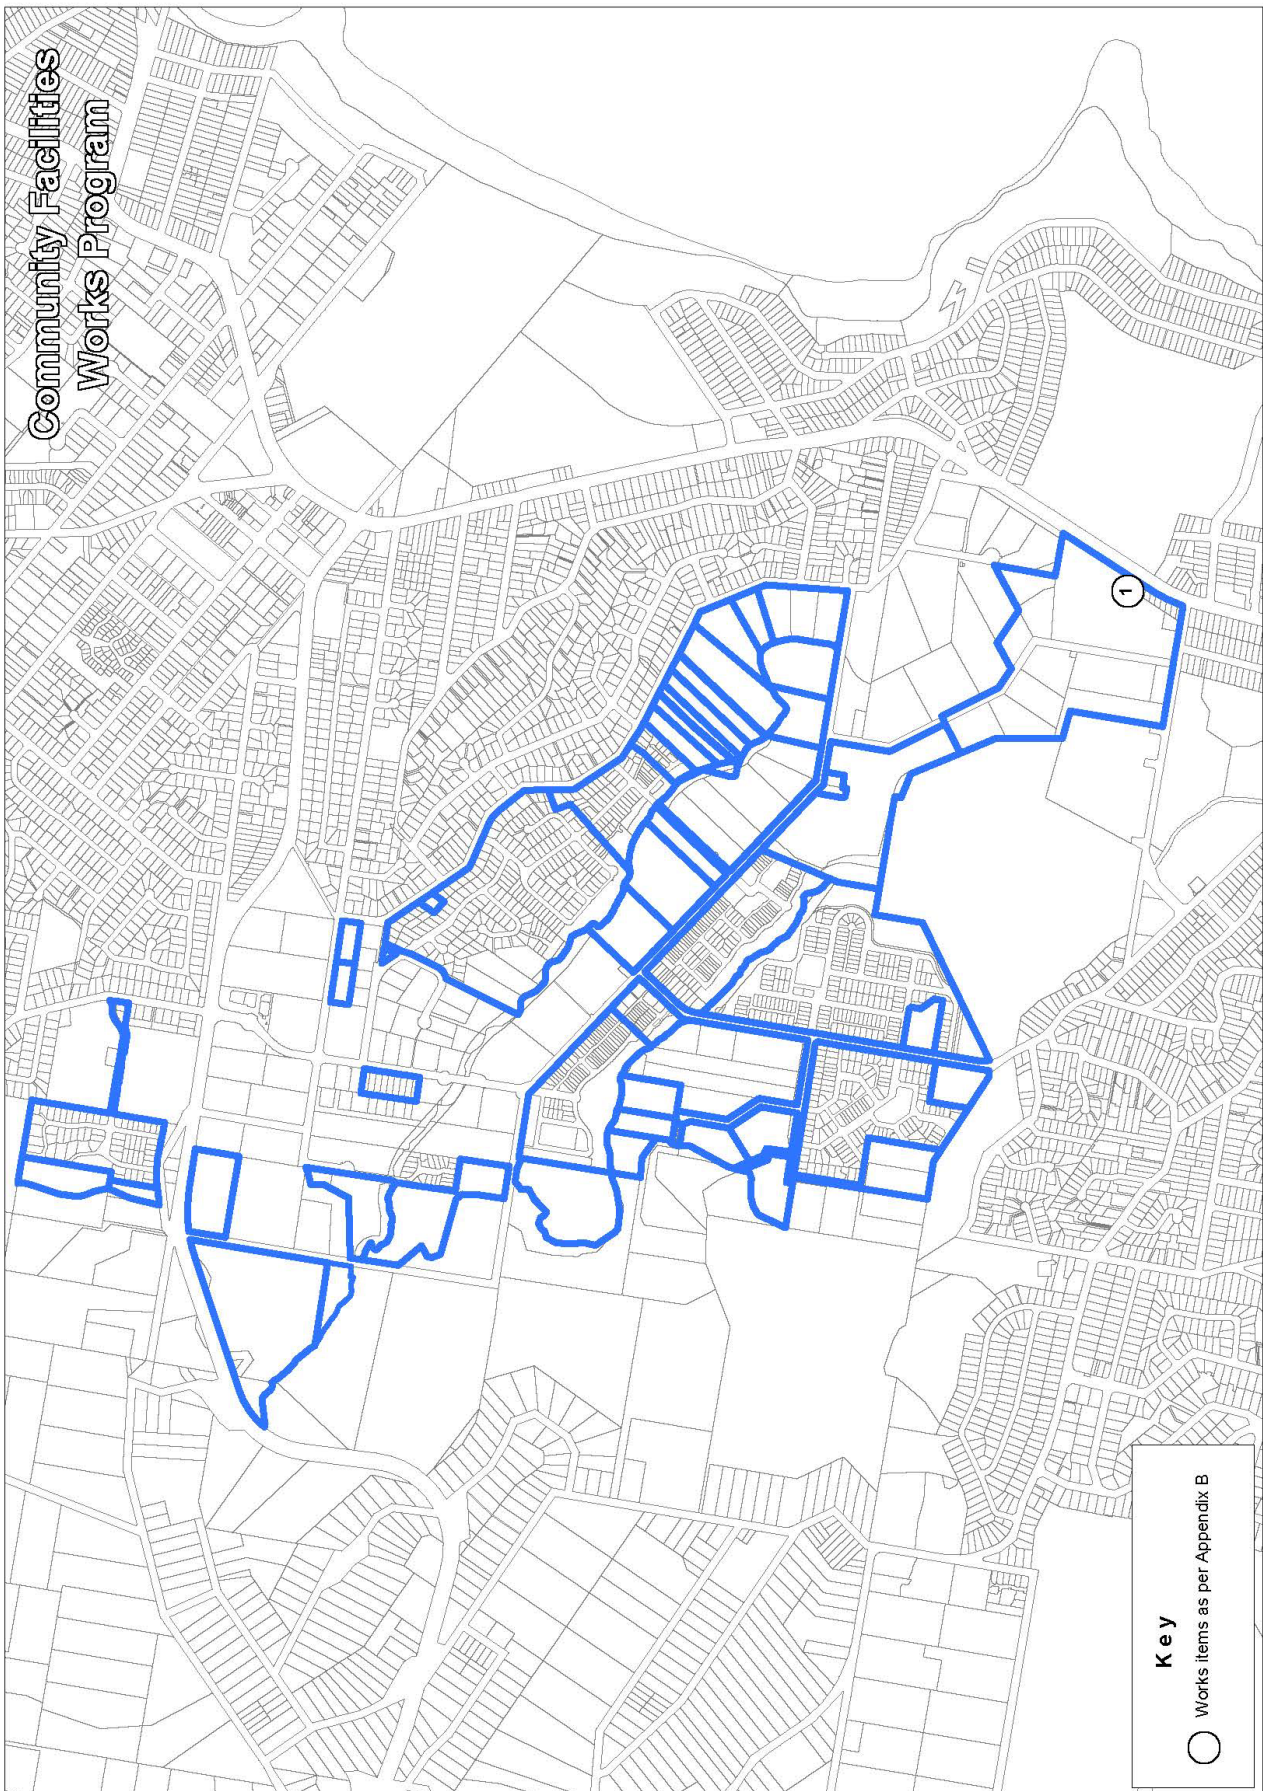 Community Facilities
Works Program
1
Key
Works items as per Appendix B